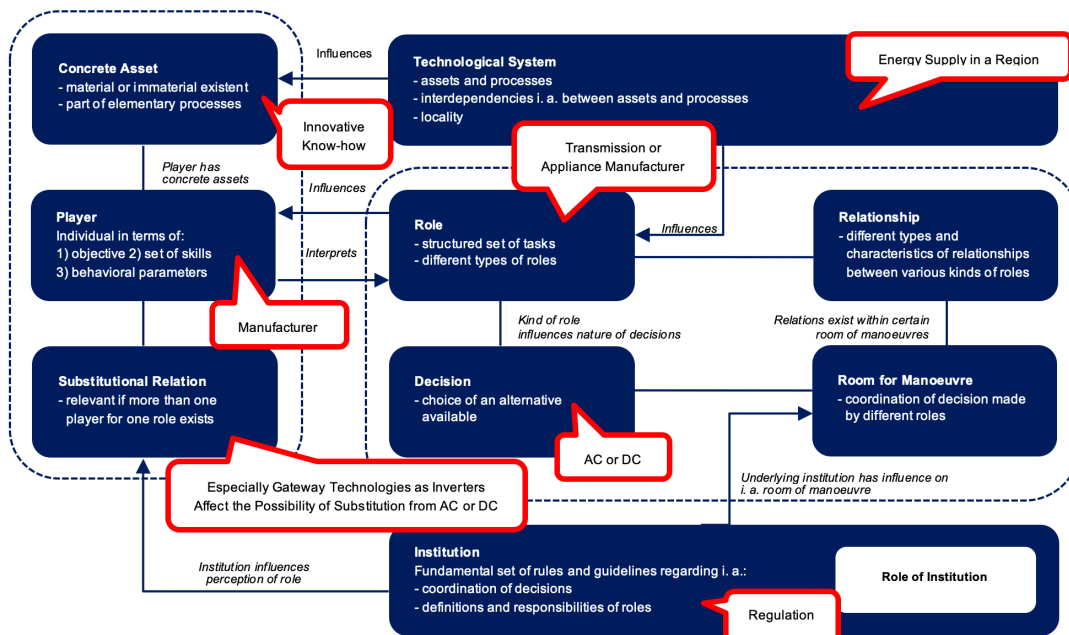 Concrete Asset
- material or immaterial existent
- part of elementary processes
Influences
Technological System
- assets and processes
- interdependencies i. a. between assets and processes
- locality
Energy Supply in a Region
Innovative
Know-how
Transmission or
Appliance Manufacturer
Player has
concrete assets
Influences
Player
Individual in terms of:
1) objective 2) set of skills
3) behavioral parameters
Interprets
Role
- structured set of tasks
- different types of roles
Influences
Relationship
- different types and
characteristics of relationships
between various kinds of roles
Manufacturer
Kind of role
influences nature of decisions
Relations exist within certain
room of manoeuvres
Substitutional Relation
- relevant if more than one
player for one role exists
Decision
- choice of an alternative
available
Room for Manoeuvre
- coordination of decision made
by different roles
AC or DC
Especially Gateway Technologies as Inverters
Affect the Possibility of Substitution from AC or DC
Underlying institution has influence on
i. a. room of manoeuvre
Institution influences
perception of role
Institution
Fundamental set of rules and guidelines regarding i. a.:
- coordination of decisions
- definitions and responsibilities of roles
Role of Institution
Regulation